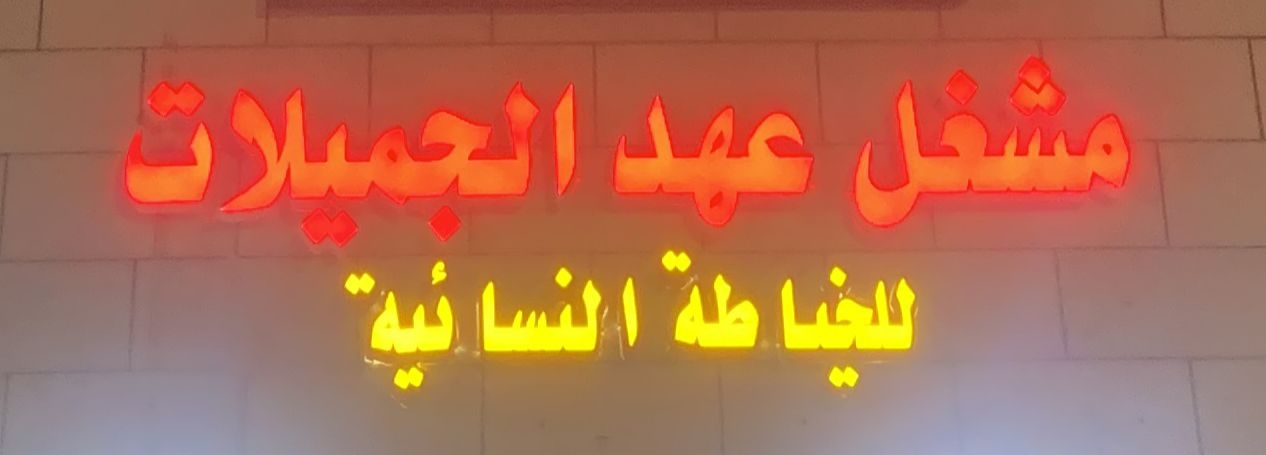 مشغل عهد الجميلات
للخياطة النسائية